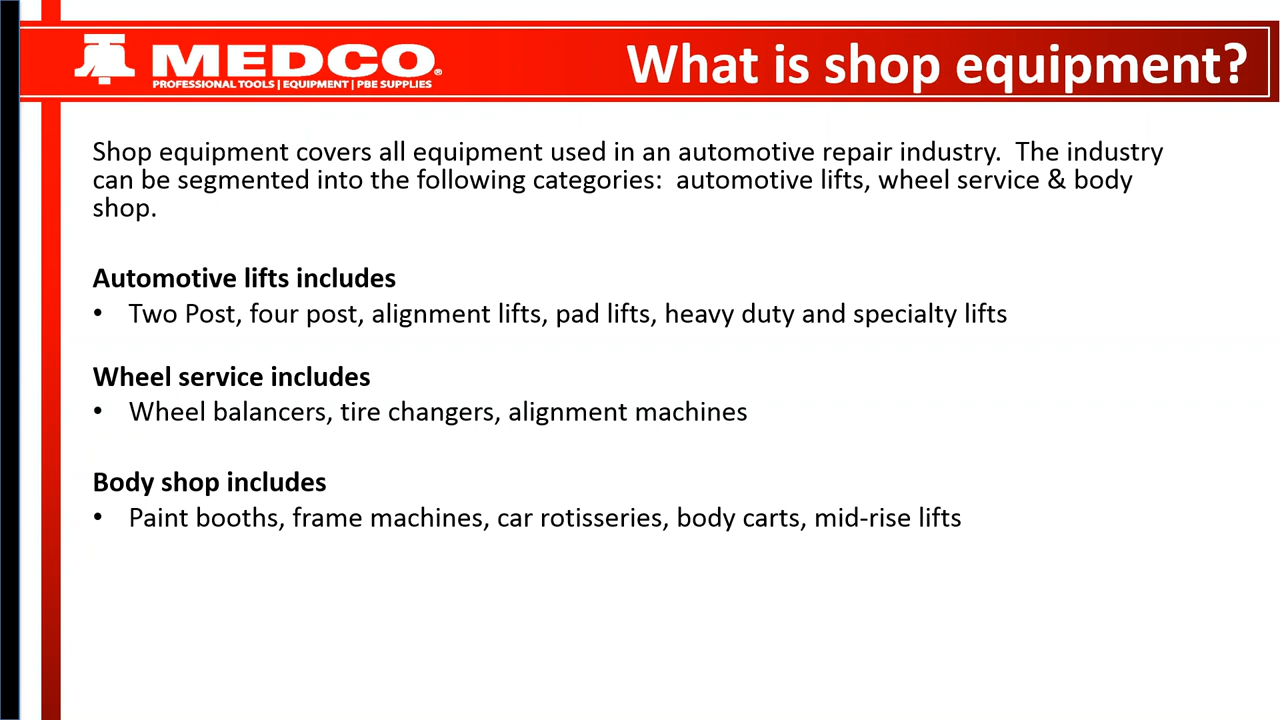 MEDCO®
PROFESSIONAL TOOLS | EQUIPMENT | PBE SUPPLIES
What is shop equipment?
Shop equipment covers all equipment used in an automotive repair industry.  The industry
can be segmented into the following categories:  automotive lifts, wheel service & body
shop.
Automotive lifts includes
• Two Post, four post, alignment lifts, pad lifts, heavy duty and specialty lifts
Wheel service includes
• Wheel balancers, tire changers, alignment machines
Body shop includes
• Paint booths, frame machines, car rotisseries, body carts, mid-rise lifts